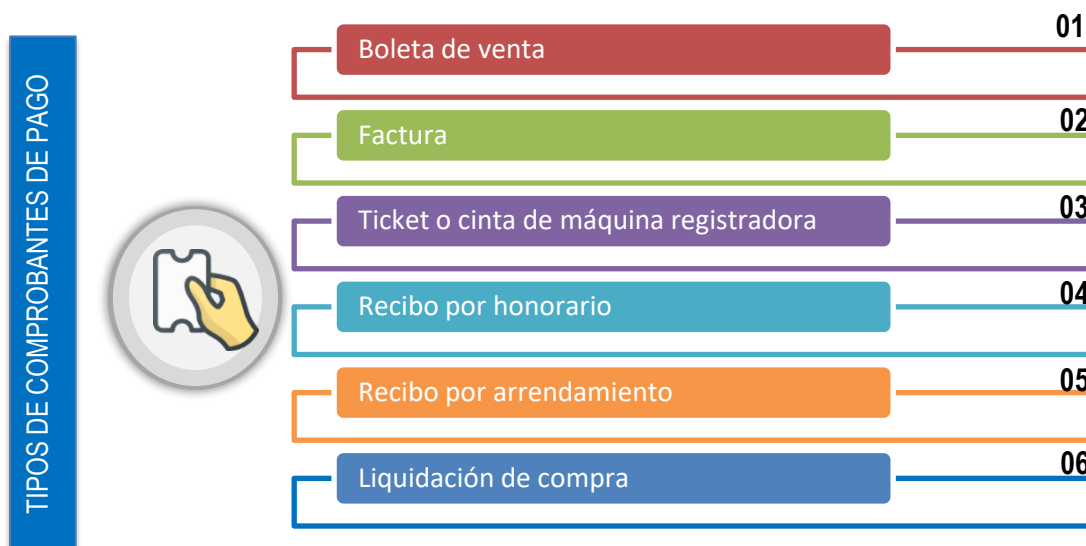 TIPOS DE COMPROBANTES DE PAGO
Boleta de venta
01
Factura
02
Ticket o cinta de máquina registradora
03
Recibo por honorario
04
Recibo por arrendamiento
05
Liquidación de compra
06